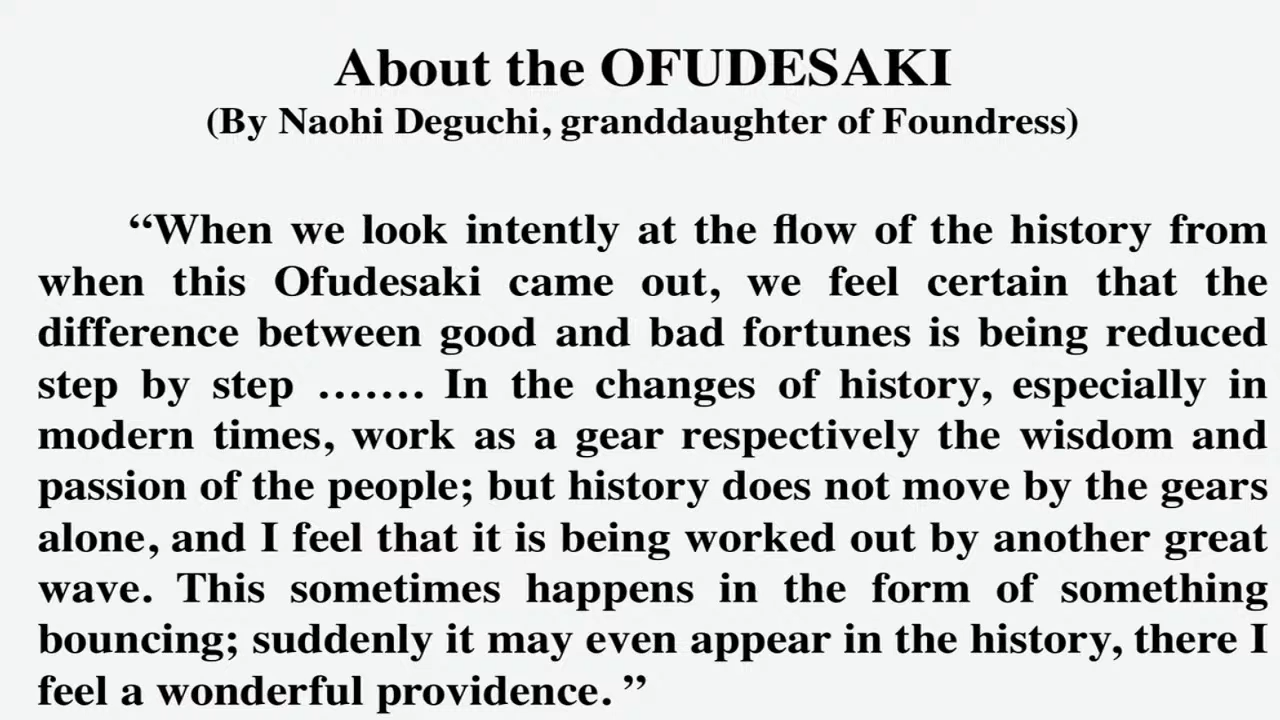 About the OFUDESAKI
(By Naohi Deguchi, granddaughter of Foundress)
“When we look intently at the flow of the history from
when this Ofudesaki came out, we feel certain that the
difference between good and bad fortunes is being reduced
step by step ……. In the changes of history, especially in
modern times, work as a gear respectively the wisdom and
passion of the people; but history does not move by the gears
alone, and I feel that it is being worked out by another great
wave. This sometimes happens in the form of something
bouncing; suddenly it may even appear in the history, there I
feel a wonderful providence. ”